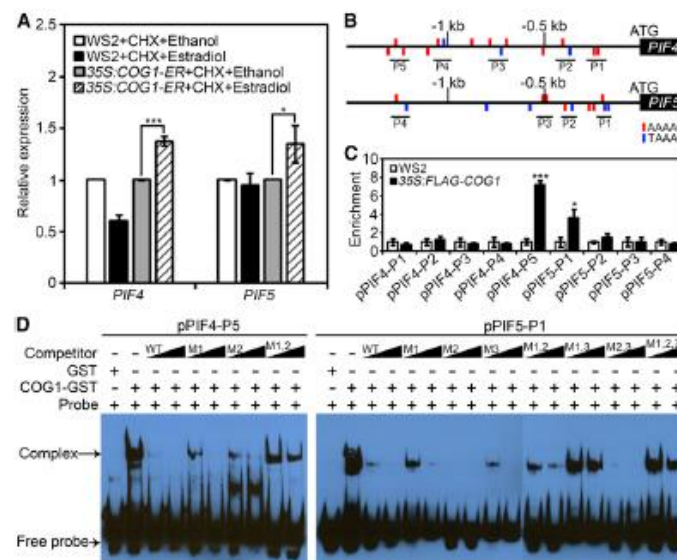 A
WS2+CHX+Ethanol
WS2+CHX+Estradiol
35S:COG1-ER+CHX+Ethanol
35S:COG1-ER+CHX+Estradiol
Relative expression
2
1.5
1
0.5
0
***
*
PIF4 PIF5
B
-1 kb -0.5 kb ATG
PIF4
P5 P4 P3 P2 P1
-1 kb -0.5 kb ATG
PIF5
P4 P3 P2 P1
AAAA
TAAA
C
WS2
35S:FLAG-COG1
Enrichment
10
8
6
4
2
0
***
*
pPIF4-P1 pPIF4-P2 pPIF4-P3 pPIF4-P4 pPIF4-P5 pPIF5-P1 pPIF5-P2 pPIF5-P3 pPIF5-P4
D
pPIF4-P5 pPIF5-P1
Competitor - - WT M1 M2 M1,2 - - WT M1 M2 M3 M1,2 M1,3 M2,3 M1,2,
GST + - - - - - - - - - + - - - - - - - - - - - - - - - - -
COG1-GST - + + + + + + + + + - + + + + + + + + + + + + + + + + +
Probe + + + + + + + + + + + + + + + + + + + + + + + + + + + +
Complex
Free probe